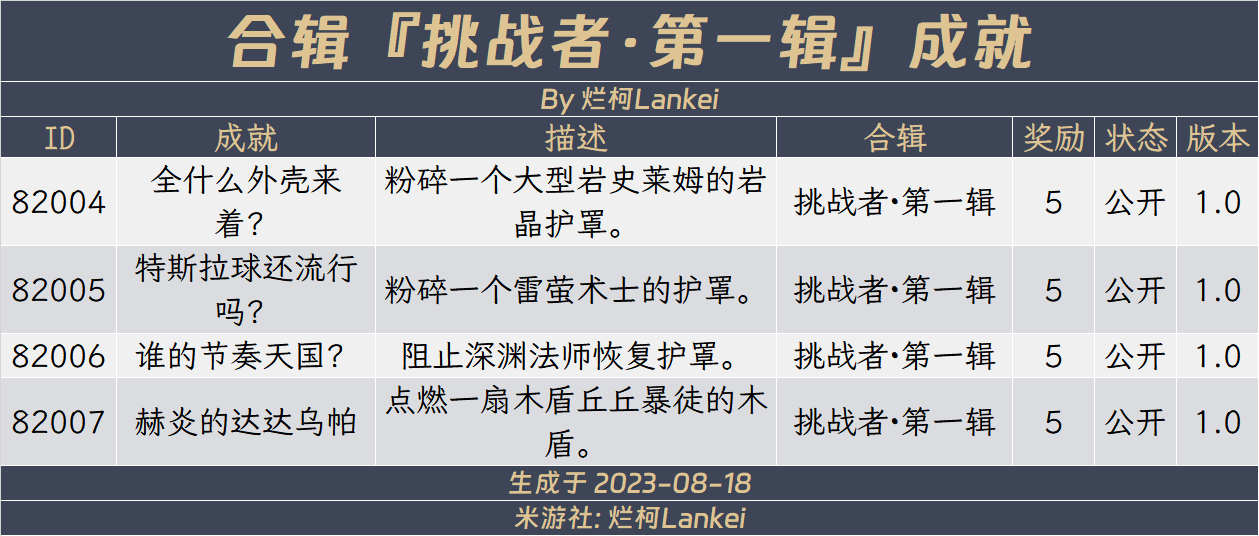 合辑『挑战者·第一辑』成就
By 烂柯Lankei
ID 成就 描述 合辑 奖励 状态 版本
82004 全什么外壳来着？ 粉碎一个大型岩史莱姆的岩晶护罩。 挑战者·第一辑 5 公开 1.0
82005 特斯拉球还流行吗？ 粉碎一个雷萤术士的护罩。 挑战者·第一辑 5 公开 1.0
82006 谁的节奏天国？ 阻止深渊法师恢复护罩。 挑战者·第一辑 5 公开 1.0
82007 赫炎的达达乌帕 点燃一扇木盾丘丘暴徒的木盾。 挑战者·第一辑 5 公开 1.0
生成于 2023-08-18
米游社: 烂柯Lankei